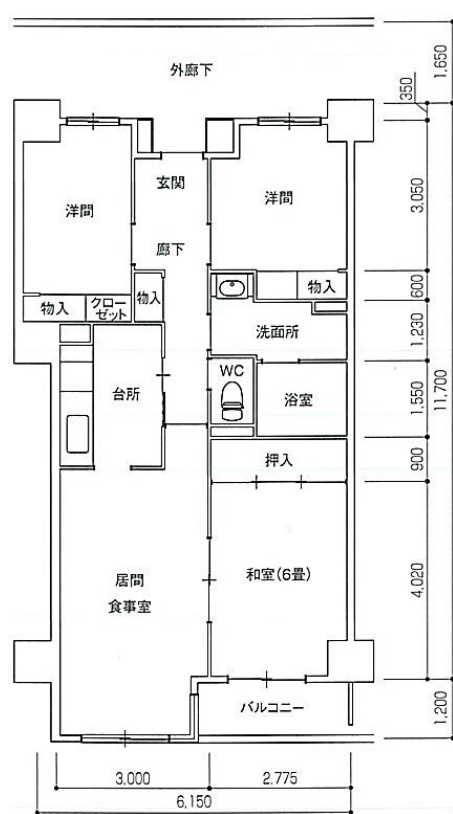 外廊下
1,650
350
玄関
洋間
洋間
3,050
廊下
物入
クロー
ゼット
物入
物入
600
洗面所
1,230
WC
台所
浴室
1,550
11,700
押入
900
居間
食事室
和室(6畳)
4,020
バルコニー
1,200
3,000
2,775
6,150